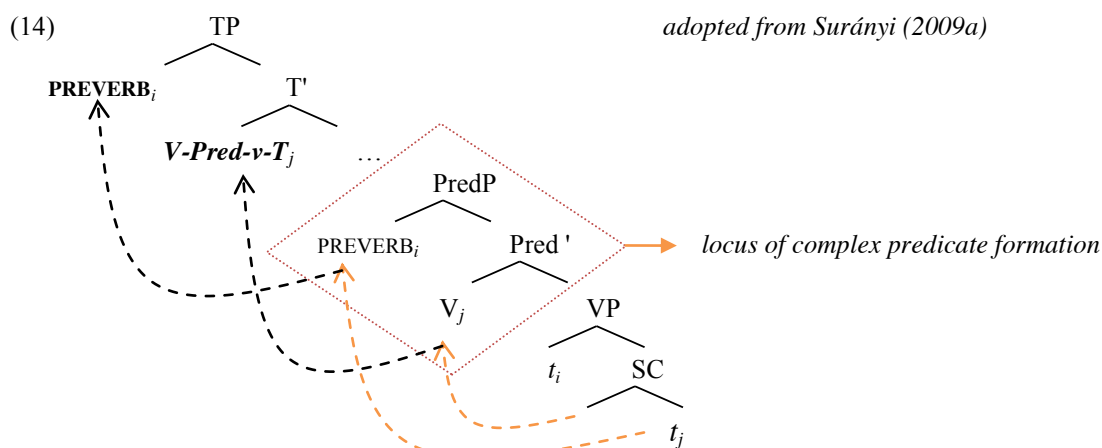 (14) TP adopted from Surányi (2009a)
PREVERBi T'
V-Pred-v-Tj …
PredP
PREVERBi Pred ' locus of complex predicate formation
Vj VP
ti SC
tj